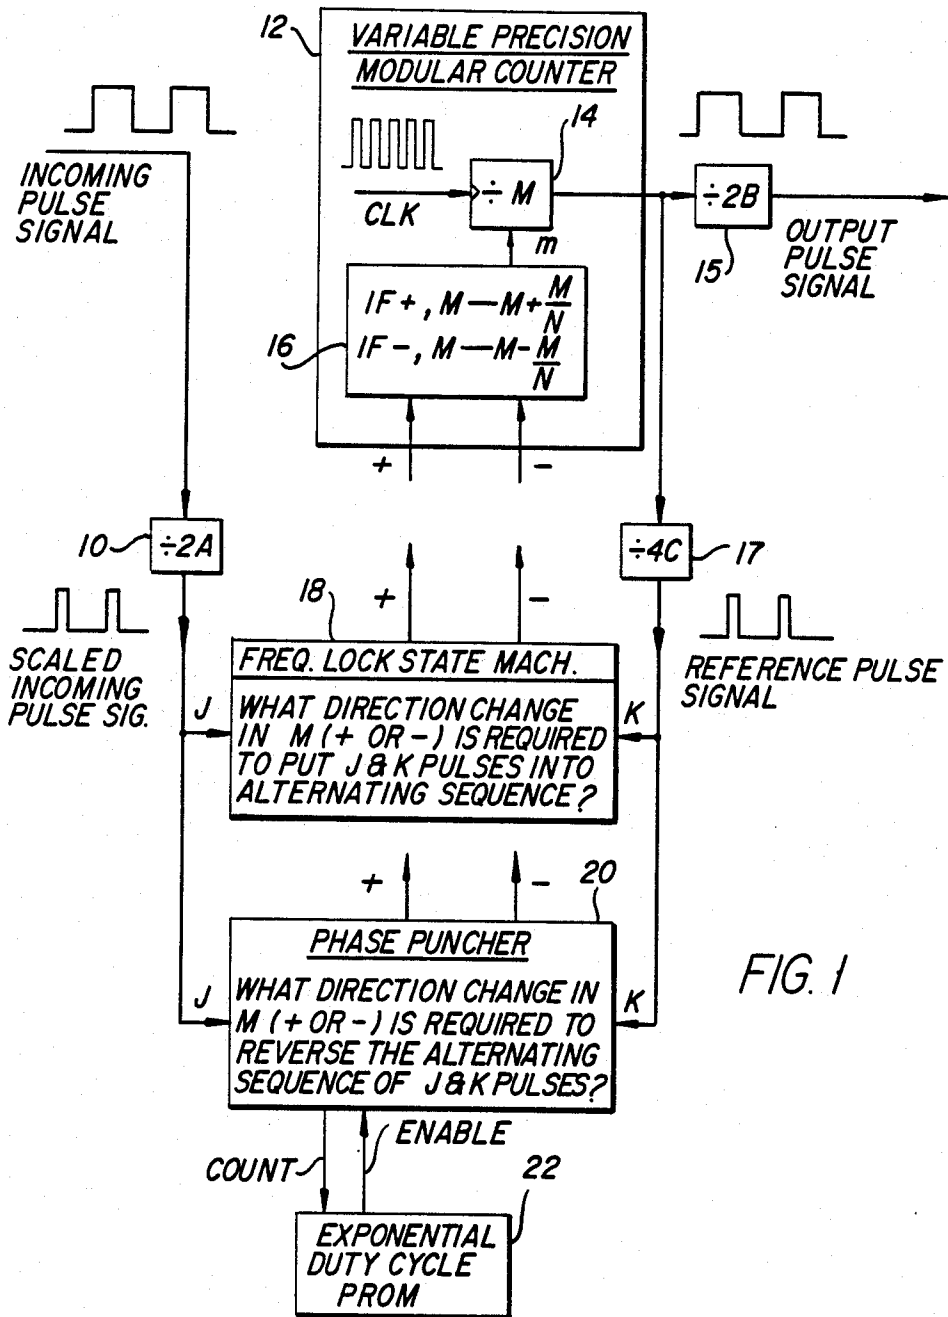 12
VARIABLE PRECISION
MODULAR COUNTER
14
INCOMING
PULSE
SIGNAL
CLK
÷ M
m
÷2B
15
OUTPUT
PULSE
SIGNAL
16
IF +, M — M + M/N
IF -, M — M - M/N
+
-
10
÷2A
÷4C
17
+
-
18
SCALED
INCOMING
PULSE SIG.
REFERENCE PULSE
SIGNAL
J
K
FREQ. LOCK STATE MACH.
WHAT DIRECTION CHANGE
IN M (+ OR -) IS REQUIRED
TO PUT J & K PULSES INTO
ALTERNATING SEQUENCE?
+
-
20
J
K
PHASE PUNCHER
WHAT DIRECTION CHANGE IN
M (+ OR -) IS REQUIRED TO
REVERSE THE ALTERNATING
SEQUENCE OF J & K PULSES?
FIG. 1
COUNT
ENABLE
22
EXPONENTIAL
DUTY CYCLE
PROM